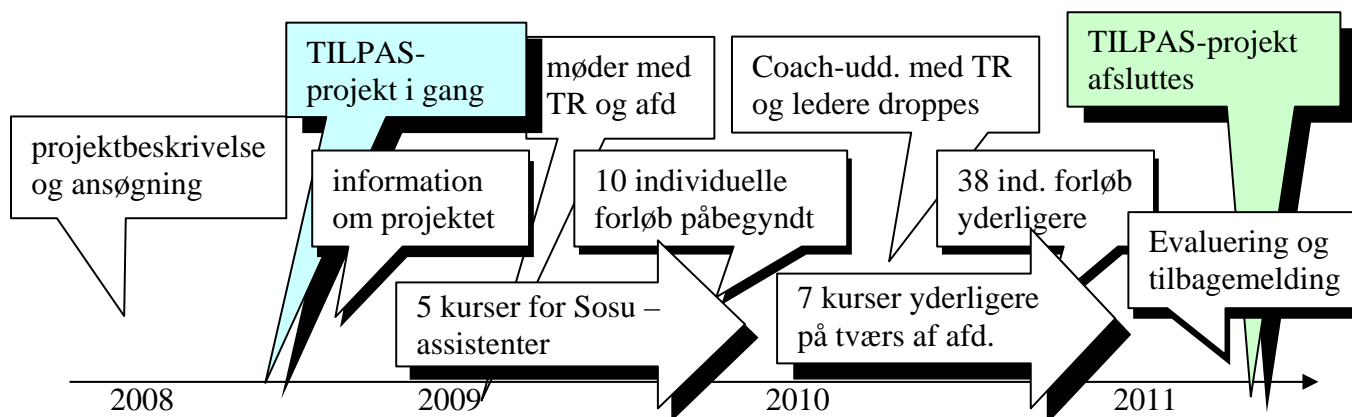 projektbeskrivelse
og ansøgning
TILPAS-
projekt i gang
information
om projektet
møder med
TR og afd
5 kurser for Sosu –
assistenter
10 individuelle
forløb påbegyndt
Coach-udd. med TR
og ledere droppes
7 kurser yderligere
på tværs af afd.
38 ind. forløb
yderligere
TILPAS-projekt
afsluttes
Evaluering og
tilbagemelding
2008
2009
2010
2011